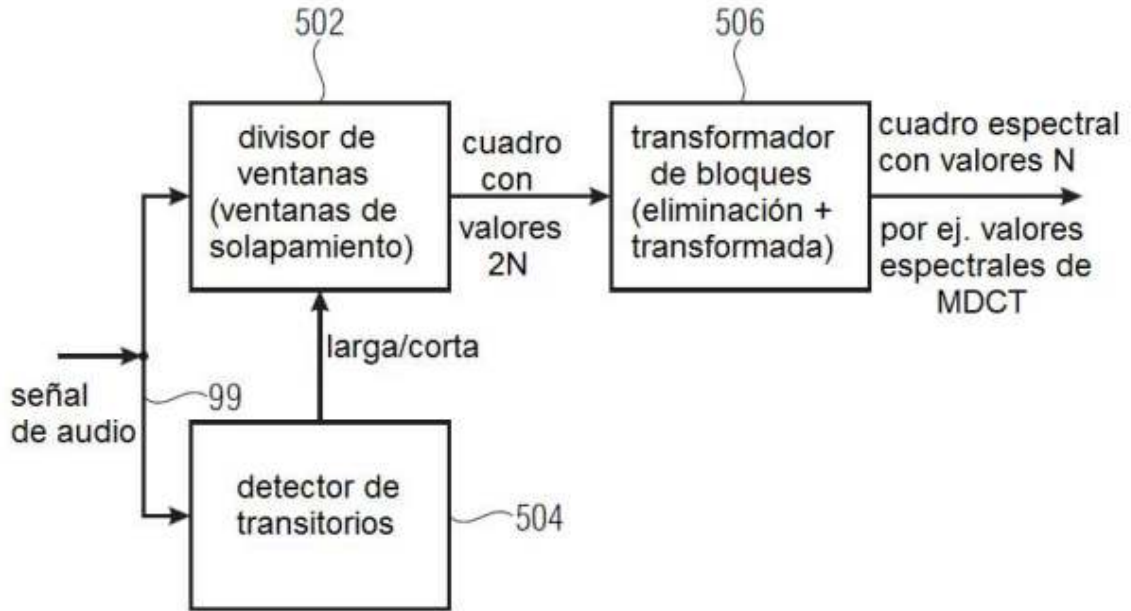 502
506
divisor de
ventanas
(ventanas de
solapamiento)
cuadro
con
valores
2N
transformador
de bloques
(eliminación +
transformada)
cuadro espectral
con valores N
por ej. valores
espectrales de
MDCT
larga/corta
señal
de audio
99
detector de
transitorios
504